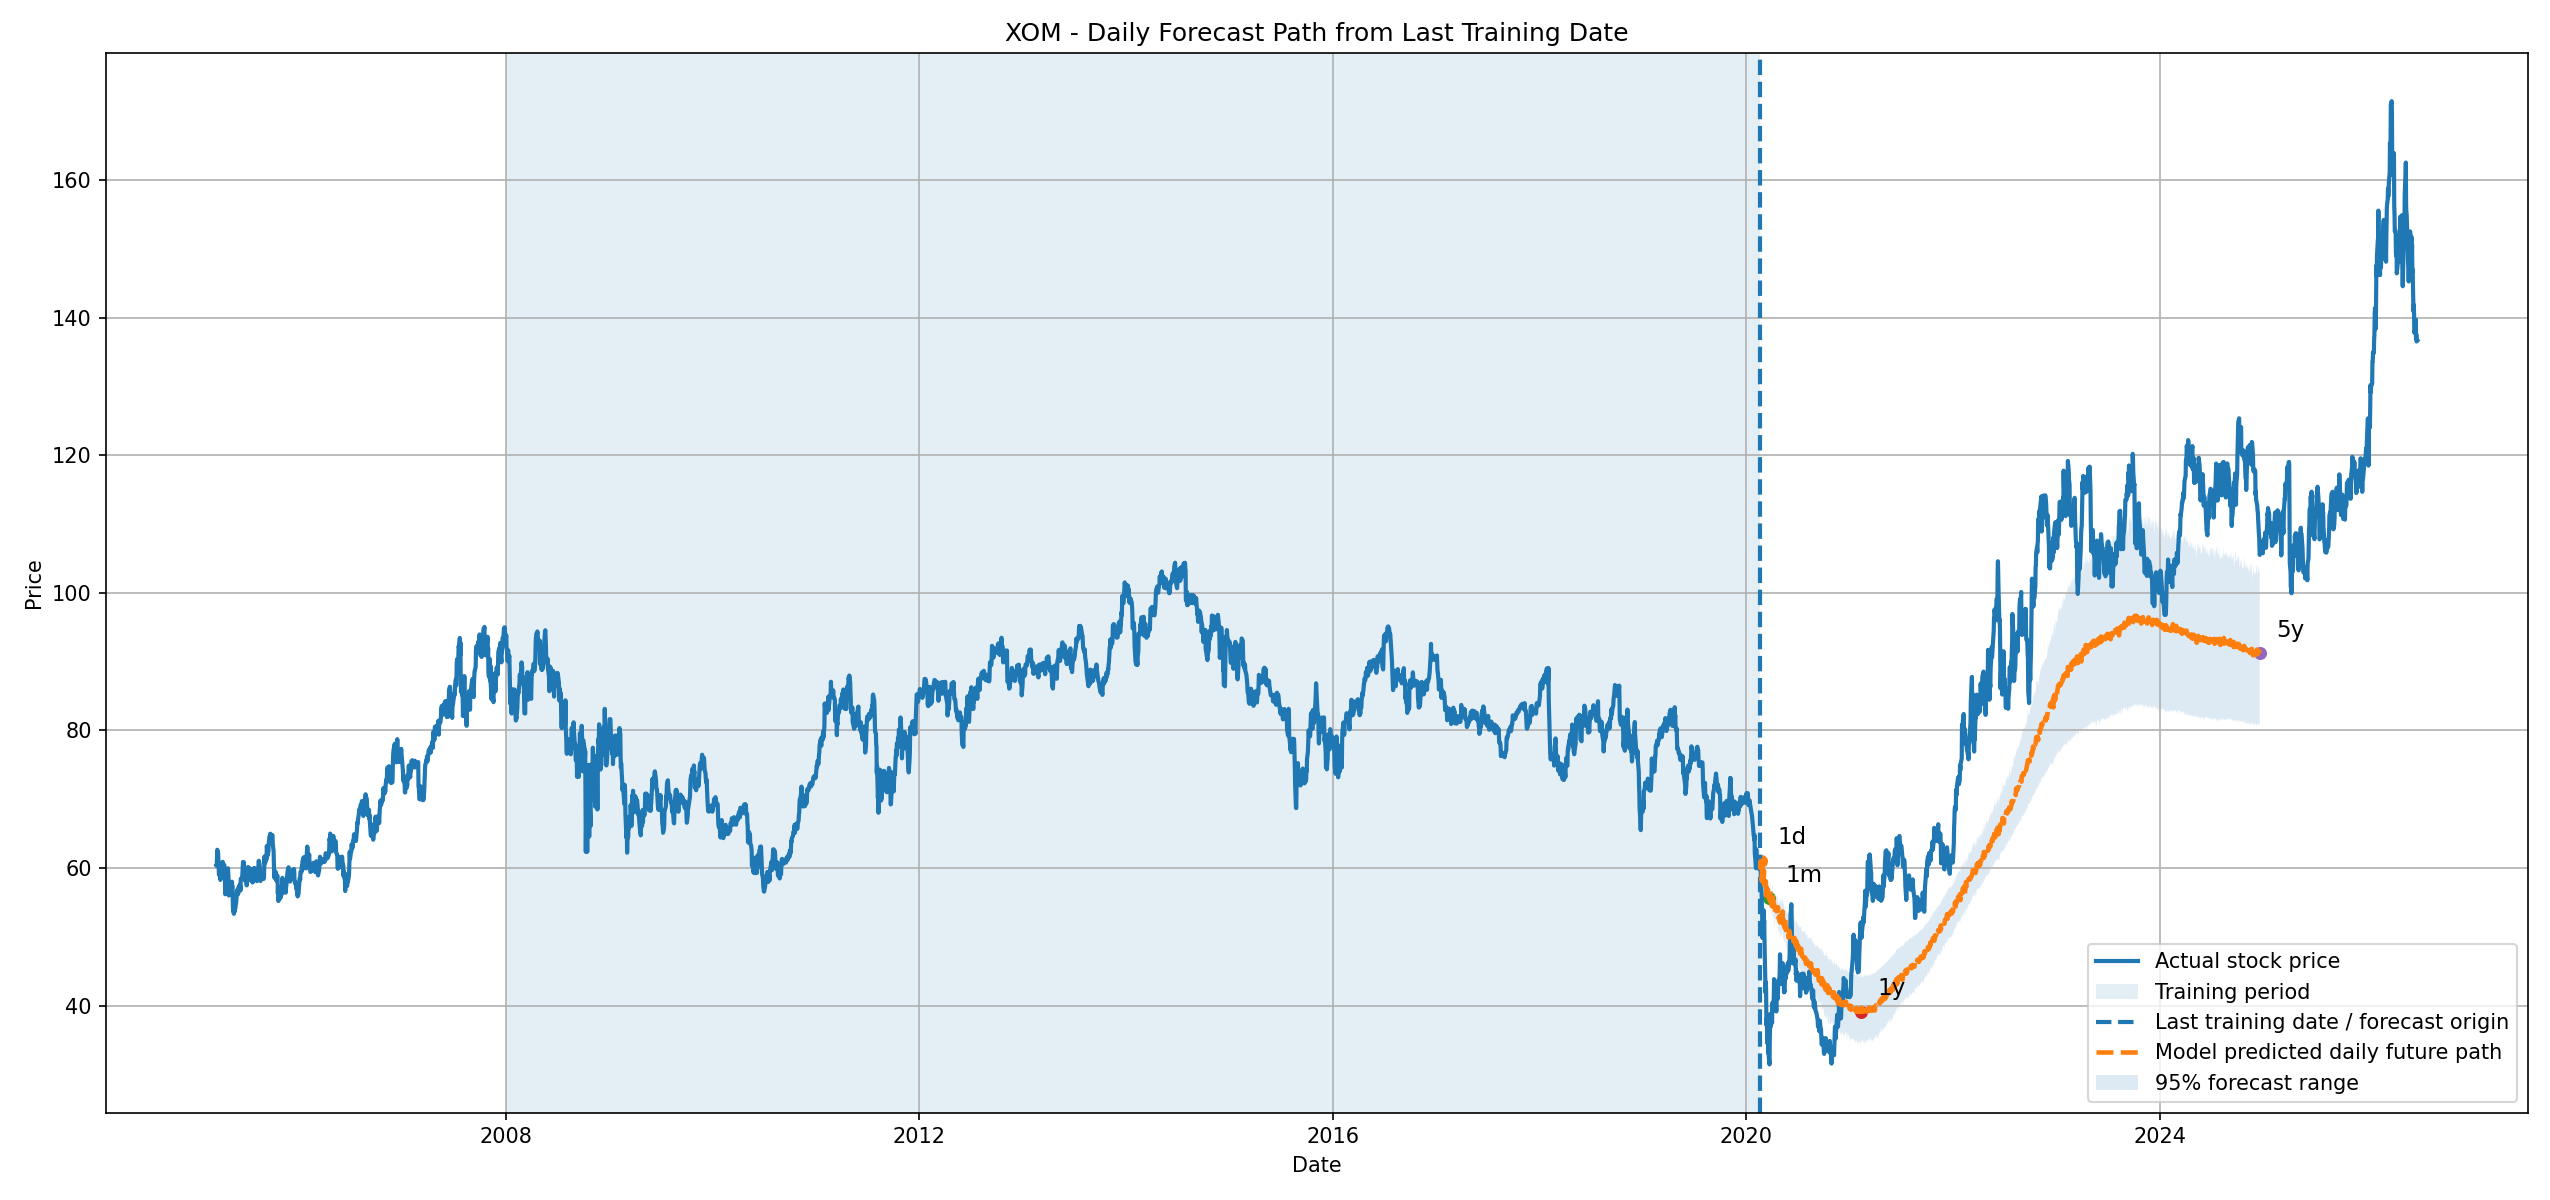 XOM - Daily Forecast Path from Last Training Date
Price
160
140
120
100
80
60
40
1d
1m
1y
5y
Actual stock price
Training period
Last training date / forecast origin
Model predicted daily future path
95% forecast range
2008
2012
2016
2020
2024
Date